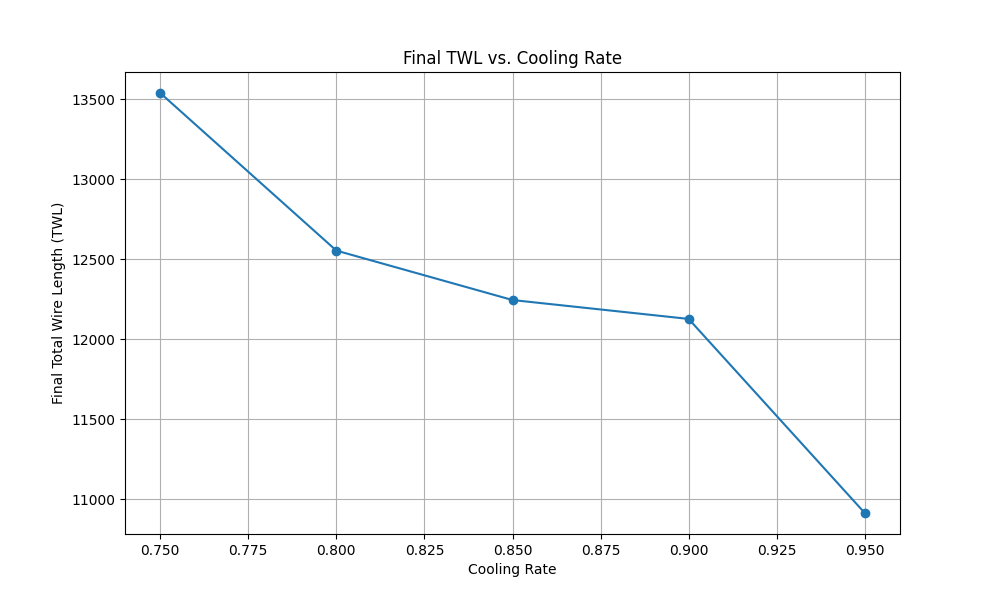 Final TWL vs. Cooling Rate
Final Total Wire Length (TWL)
13500
13000
12500
12000
11500
11000
0.750 0.775 0.800 0.825 0.850 0.875 0.900 0.925 0.950
Cooling Rate